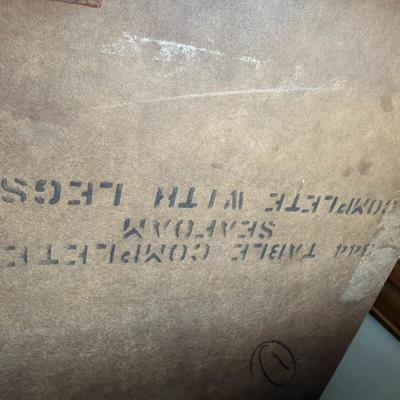 TABLE COMPLETE
SEAFOAM
COMPLETE WITH LEGS